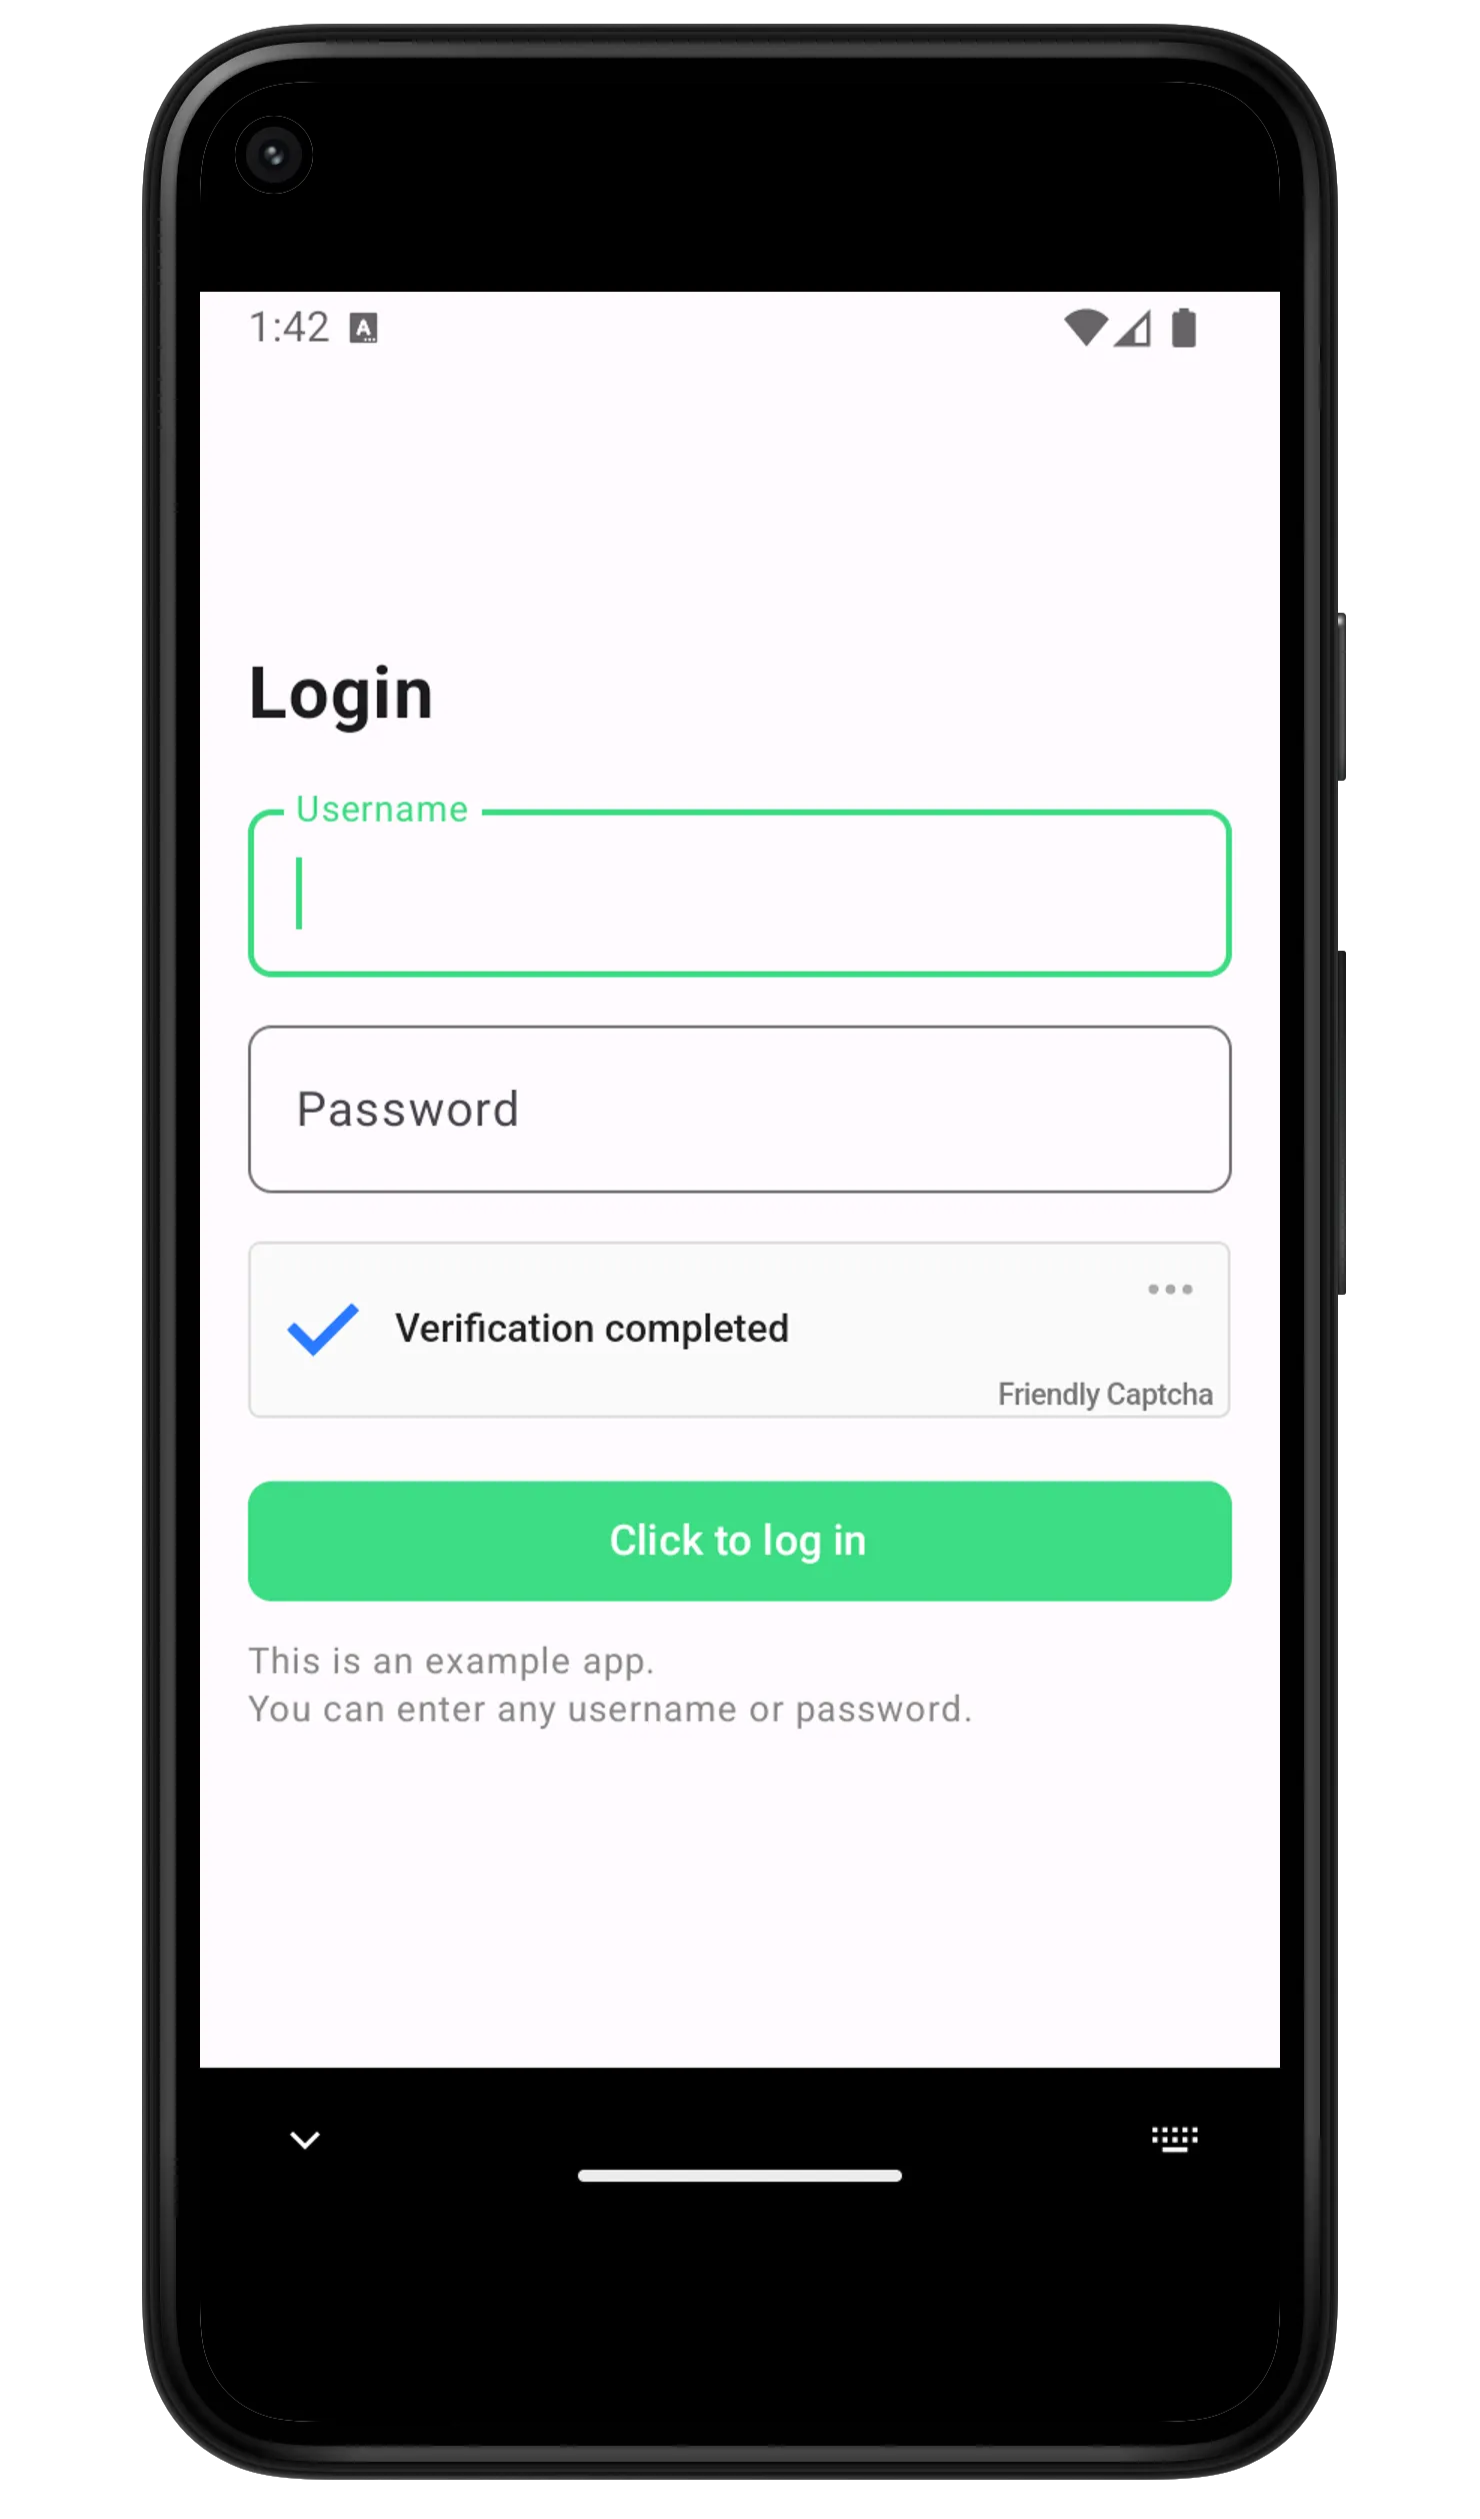 1:42 A
Login
Username
Password
Verification completed
Friendly Captcha
Click to log in
This is an example app.
You can enter any username or password.